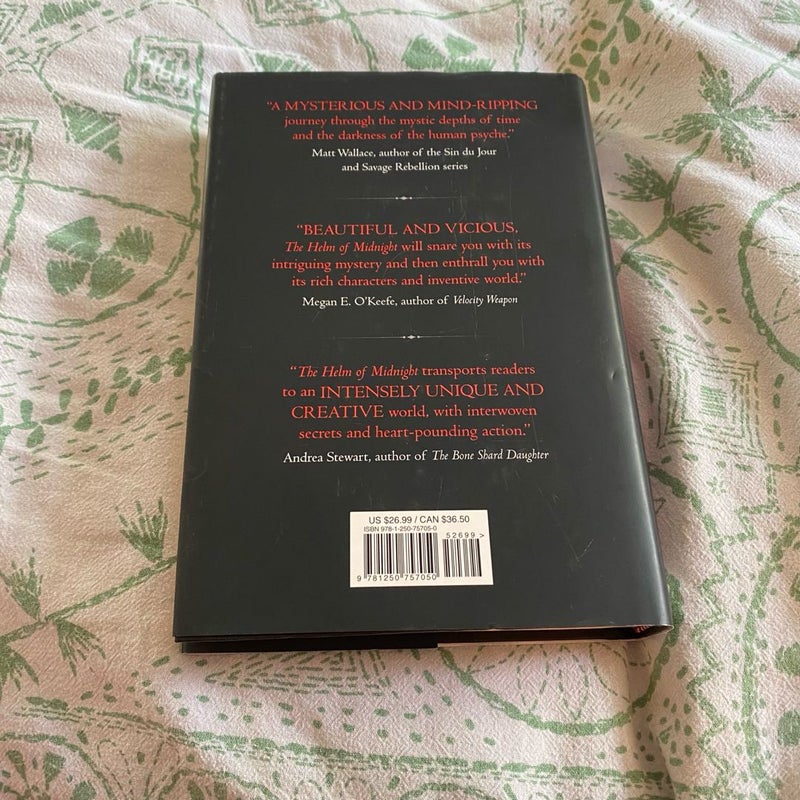 “A MYSTERIOUS AND MIND-RIPPING
journey through the mystic depths of time
and the darkness of the human psyche.”
Matt Wallace, author of the Sin du Jour
and Savage Rebellion series
“BEAUTIFUL AND VICIOUS,
The Helm of Midnight will snare you with its
intriguing mystery and then enthrall you with
its rich characters and inventive world.”
Megan E. O’Keefe, author of Velocity Weapon
“The Helm of Midnight transports readers
to an INTENSELY UNIQUE AND
CREATIVE world, with interwoven
secrets and heart-pounding action.”
Andrea Stewart, author of The Bone Shard Daughter
US $26.99 / CAN $36.50
ISBN 978-1-250-75705-0
52699>
9 781250 757050